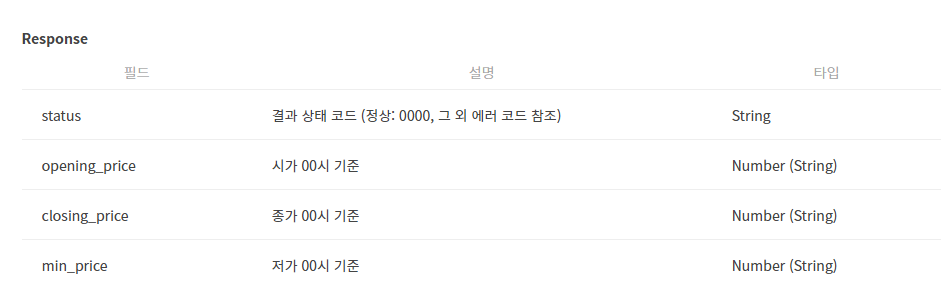 Response
필드 설명 타입
status 결과 상태 코드 (정상: 0000, 그 외 에러 코드 참조) String
opening_price 시가 00시 기준 Number (String)
closing_price 종가 00시 기준 Number (String)
min_price 저가 00시 기준 Number (String)